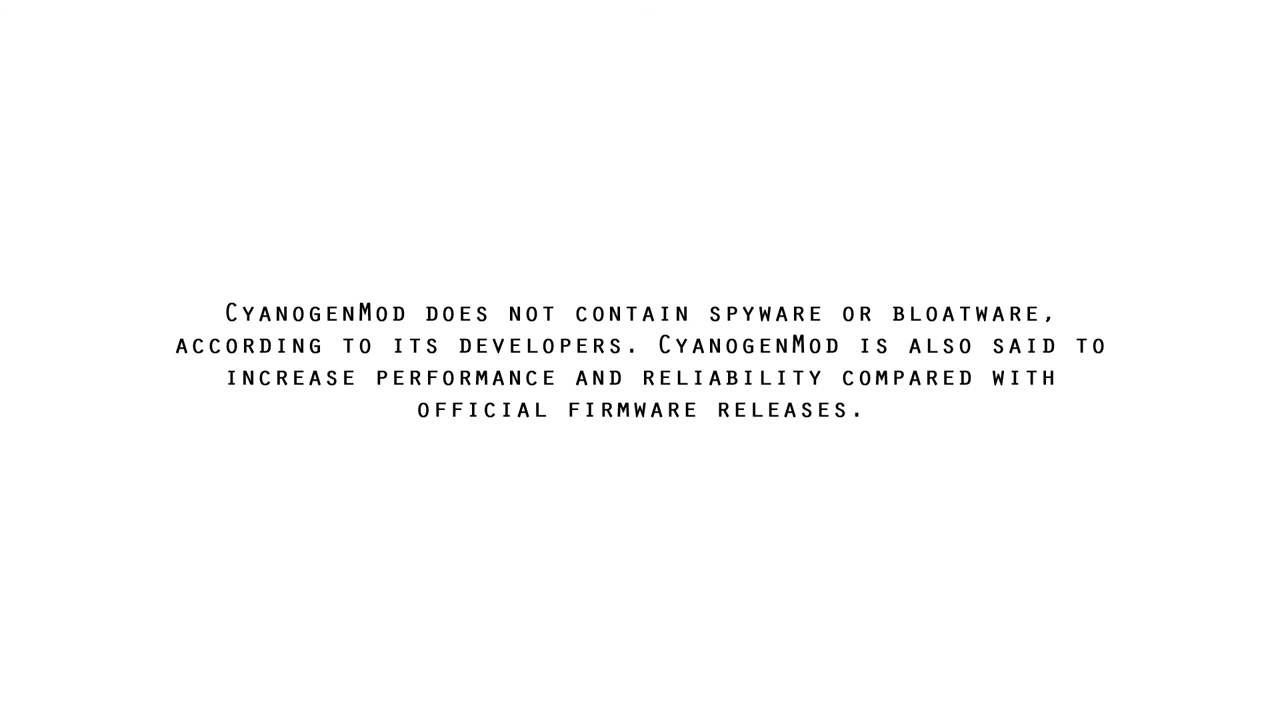 CyanogenMod does not contain spyware or bloatware,
according to its developers. CyanogenMod is also said to
increase performance and reliability compared with
official firmware releases.